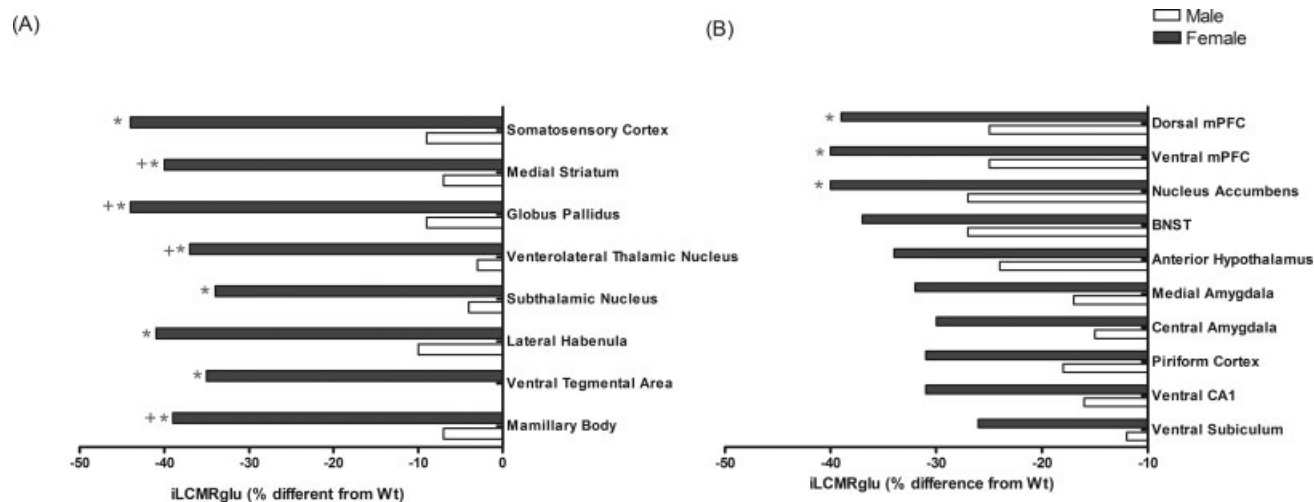 (A)
*
Somatosensory Cortex
+*
Medial Striatum
+*
Globus Pallidus
+*
Venterolateral Thalamic Nucleus
*
Subthalamic Nucleus
*
Lateral Habenula
*
Ventral Tegmental Area
+*
Mamillary Body
-50 -40 -30 -20 -10 0
iLCMRglu (% different from Wt)
Male
Female
(B)
*
Dorsal mPFC
*
Ventral mPFC
*
Nucleus Accumbens
BNST
Anterior Hypothalamus
Medial Amygdala
Central Amygdala
Piriform Cortex
Ventral CA1
Ventral Subiculum
-50 -40 -30 -20 -10
iLCMRglu (% difference from Wt)